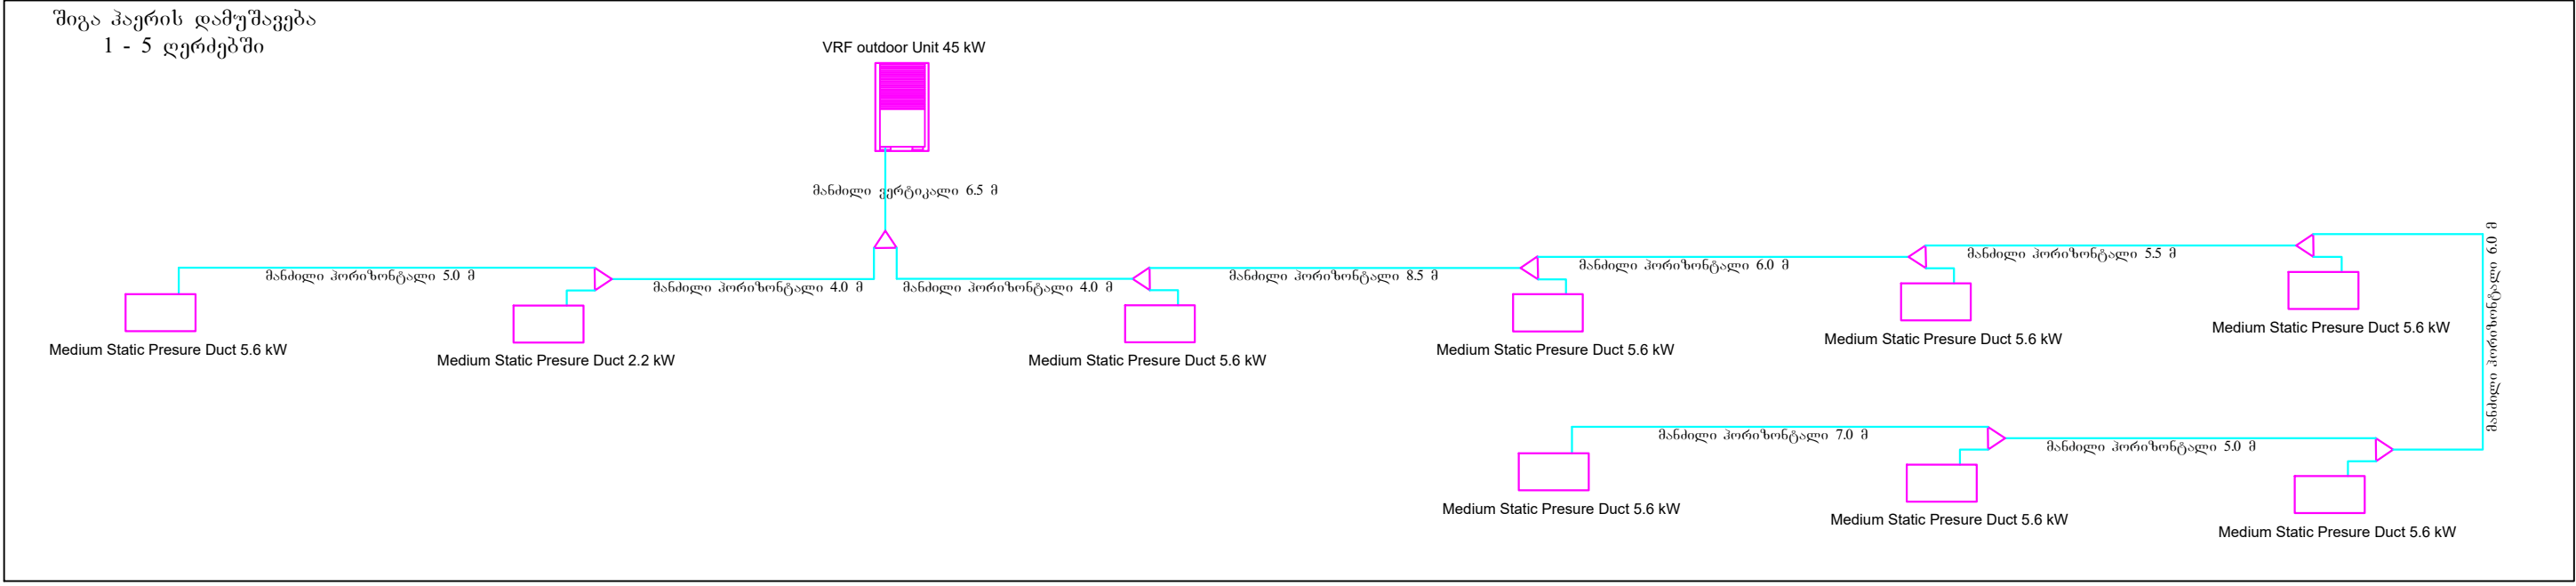 შიგა ჰაერის დამუშავება
1 - 5 ღერძებში
VRF outdoor Unit 45 kW
მანძილი ვერტიკალი 6.5 მ
მანძილი ჰორიზონტალი 5.0 მ
მანძილი ჰორიზონტალი 4.0 მ
მანძილი ჰორიზონტალი 4.0 მ
მანძილი ჰორიზონტალი 8.5 მ
მანძილი ჰორიზონტალი 6.0 მ
მანძილი ჰორიზონტალი 5.5 მ
მანძილი ჰორიზონტალი 6.0 მ
Medium Static Presure Duct 5.6 kW
Medium Static Presure Duct 2.2 kW
Medium Static Presure Duct 5.6 kW
Medium Static Presure Duct 5.6 kW
Medium Static Presure Duct 5.6 kW
Medium Static Presure Duct 5.6 kW
მანძილი ჰორიზონტალი 7.0 მ
მანძილი ჰორიზონტალი 5.0 მ
Medium Static Presure Duct 5.6 kW
Medium Static Presure Duct 5.6 kW
Medium Static Presure Duct 5.6 kW